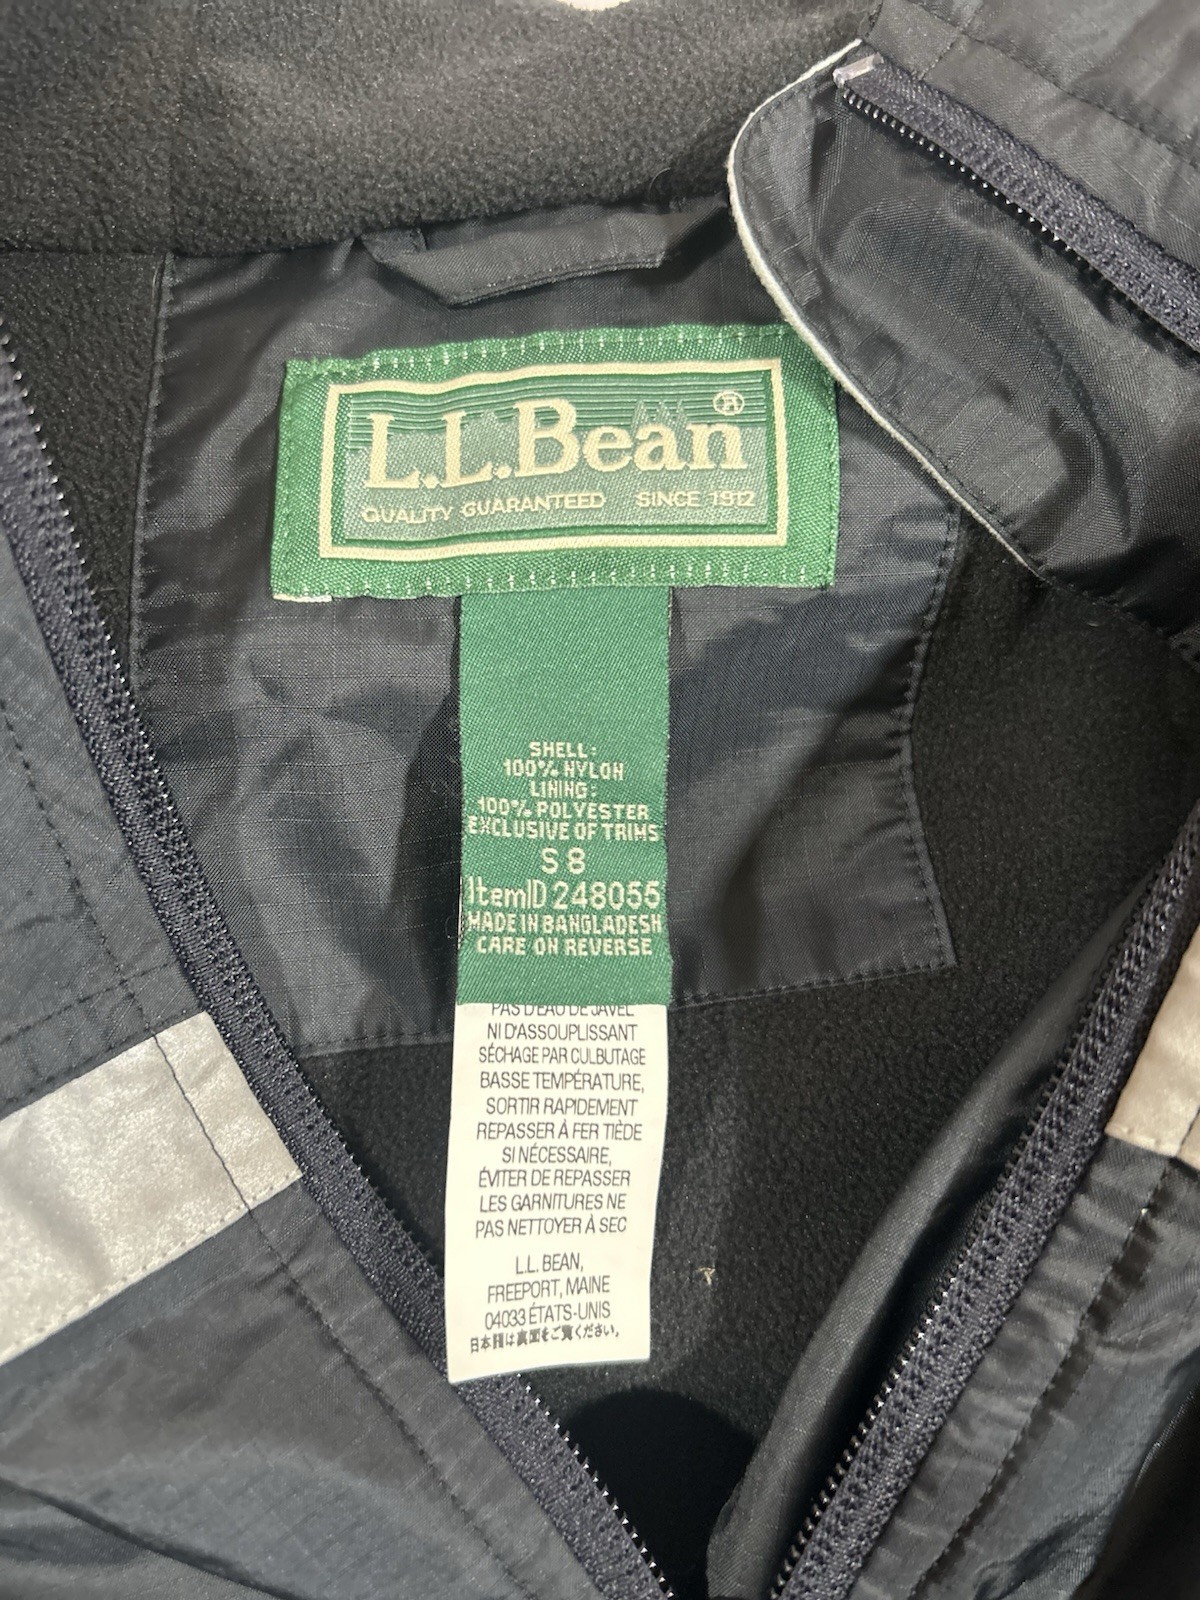 L.L.Bean®
QUALITY GUARANTEED SINCE 1912
SHELL:
100% NYLON
LINING:
100% POLYESTER
EXCLUSIVE OF TRIMS
S 8
ItemID 248055
MADE IN BANGLADESH
CARE ON REVERSE
PAS D'EAU DE JAVEL
NI D'ASSOUPLISSANT
SÉCHAGE PAR CULBUTAGE
BASSE TEMPÉRATURE,
SORTIR RAPIDEMENT
REPASSER À FER TIÈDE
SI NÉCESSAIRE,
ÉVITER DE REPASSER
LES GARNITURES NE
PAS NETTOYER À SEC
L.L. BEAN,
FREEPORT, MAINE
04033 ÉTATS-UNIS
日本語は裏面をご覧ください。